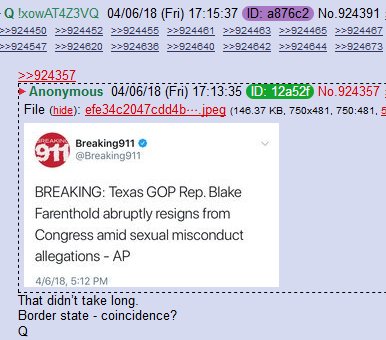 Q !xowAT4Z3VQ 04/06/18 (Fri) 17:15:37 ID: a876c2 No.924391
>>924450 >>924452 >>924455 >>924461 >>924463 >>924465 >>924467
>>924547 >>924620 >>924636 >>924640 >>924642 >>924644 >>924673
>>924357
Anonymous 04/06/18 (Fri) 17:13:35 ID: 12a52f No.924357
File (hide): efe34c2047cdd4b⋯.jpeg (146.37 KB, 750x481, 750:481,
BREAKING 911
Breaking911
@Breaking911
BREAKING: Texas GOP Rep. Blake
Farenthold abruptly resigns from
Congress amid sexual misconduct
allegations - AP
4/6/18, 5:12 PM
That didn't take long.
Border state - coincidence?
Q